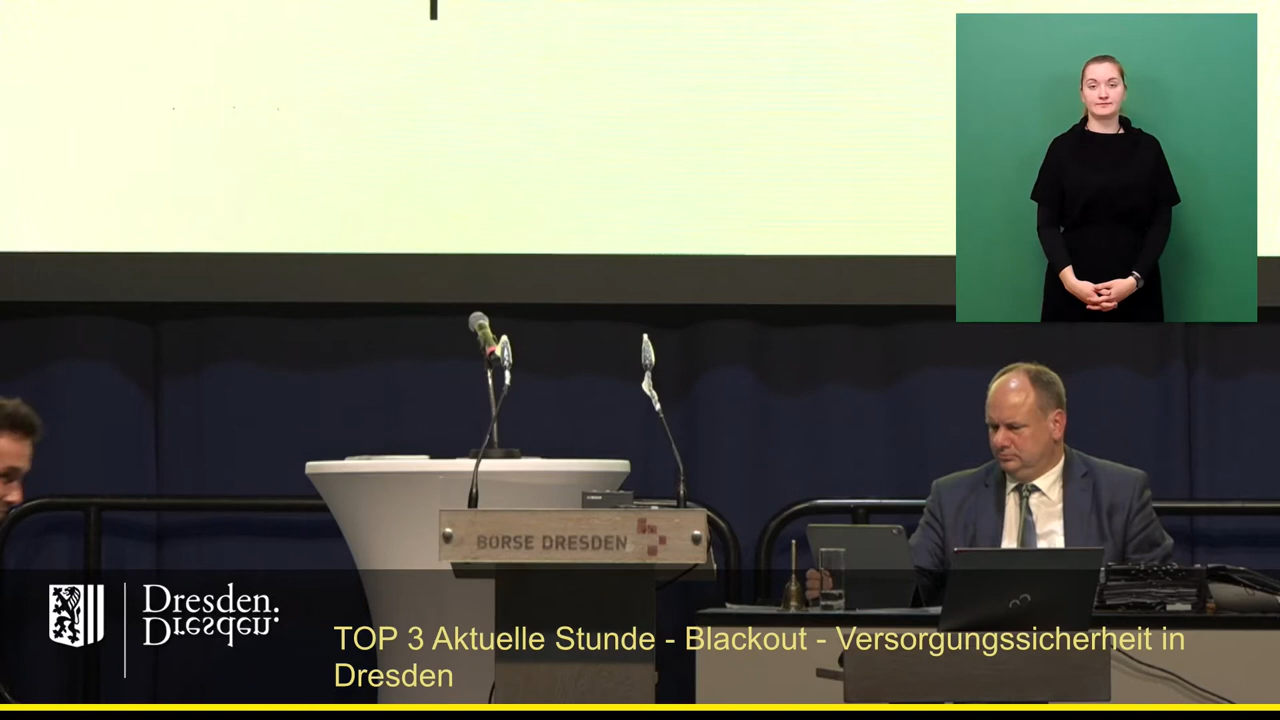 BÖRSE DRESDEN
Dresden.
Dresden.
TOP 3 Aktuelle Stunde - Blackout - Versorgungssicherheit in
Dresden